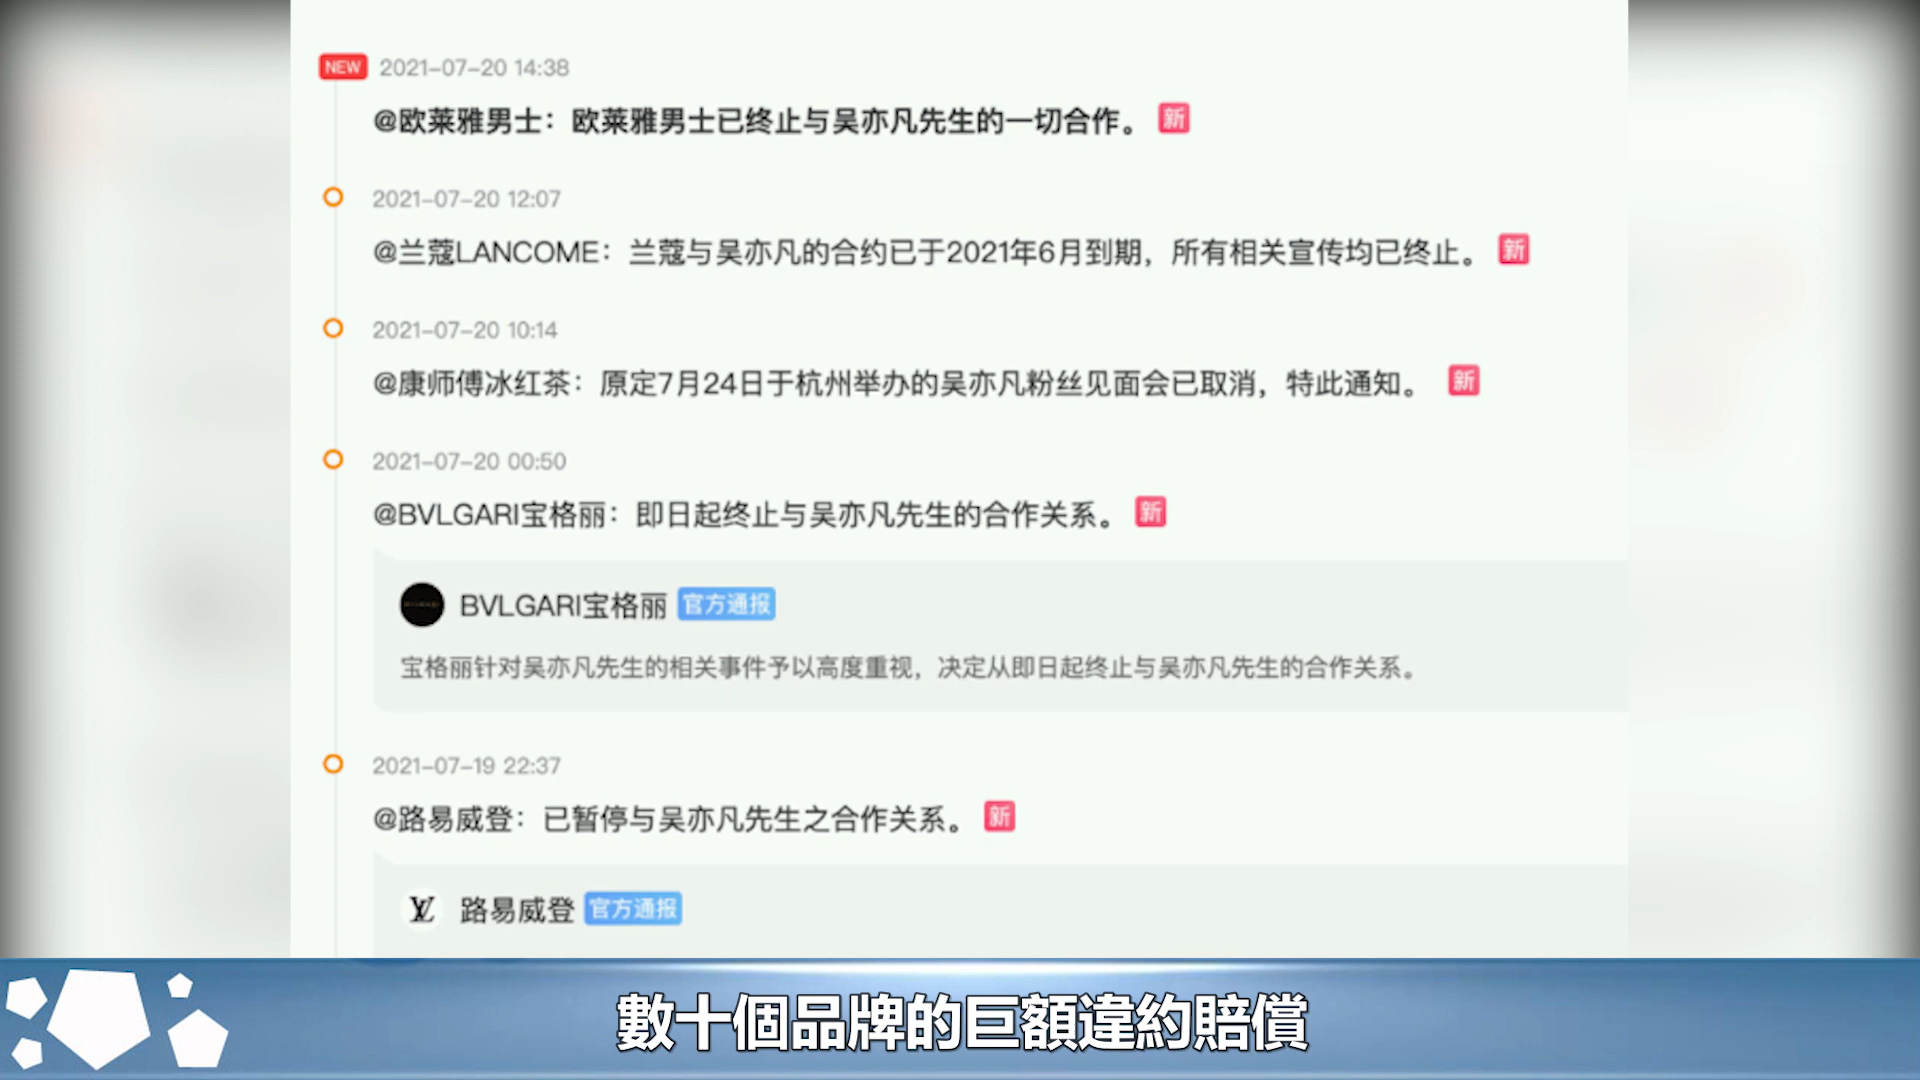 NEW 2021-07-20 14:38
@欧莱雅男士：欧莱雅男士已终止与吴亦凡先生的一切合作。 新
2021-07-20 12:07
@兰蔻LANCOME：兰蔻与吴亦凡的合约已于2021年6月到期，所有相关宣传均已终止。 新
2021-07-20 10:14
@康师傅冰红茶：原定7月24日于杭州举办的吴亦凡粉丝见面会已取消，特此通知。 新
2021-07-20 00:50
@BVLGARI宝格丽：即日起终止与吴亦凡先生的合作关系。 新
BVLGARI宝格丽 官方通报
宝格丽针对吴亦凡先生的相关事件予以高度重视，决定从即日起终止与吴亦凡先生的合作关系。
2021-07-19 22:37
@路易威登：已暂停与吴亦凡先生之合作关系。 新
LV 路易威登 官方通报
數十個品牌的巨額違約賠償